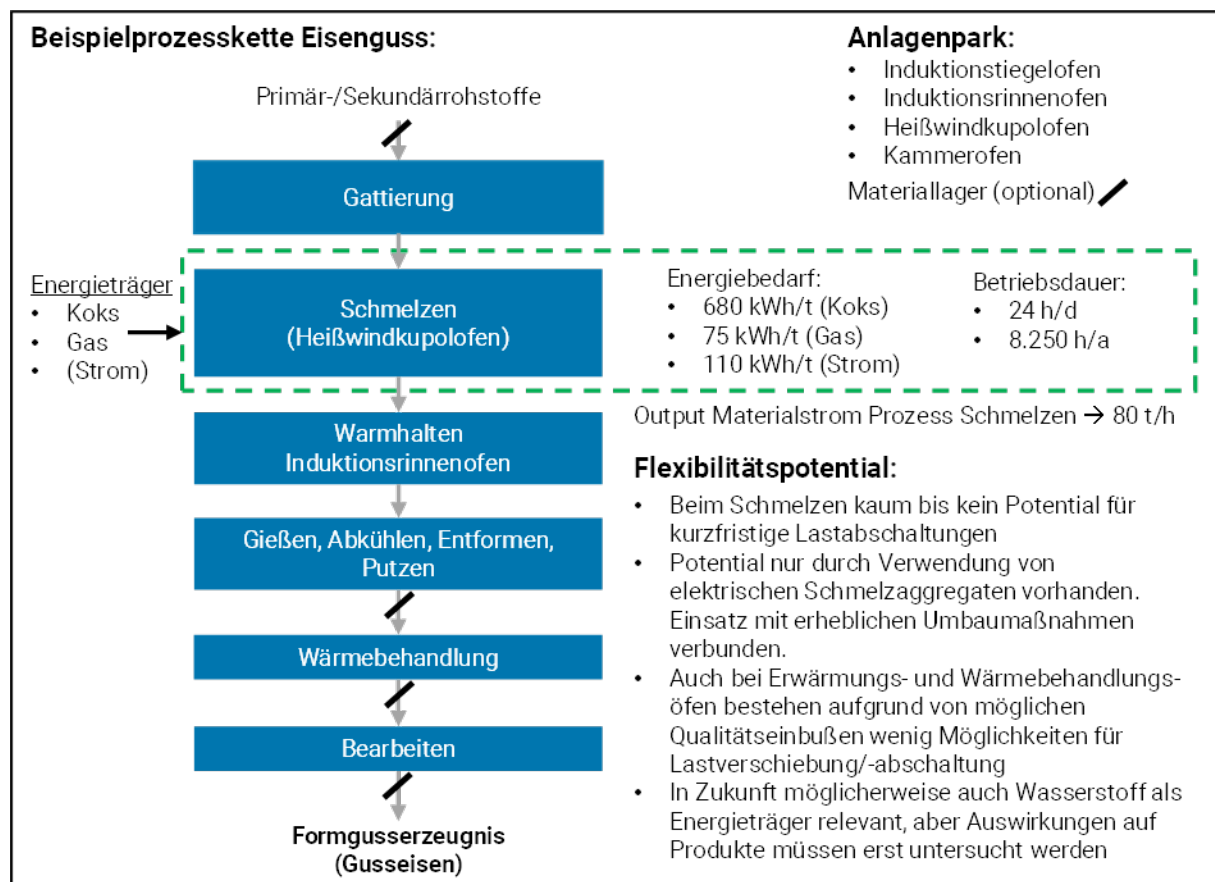 Beispielprozesskette Eisenguss:
Primär-/Sekundärrohstoffe
Gattierung
Energieträger
• Koks
• Gas
• (Strom)
Schmelzen
(Heißwindkupolofen)
Warmhalten
Induktionsrinnenofen
Gießen, Abkühlen, Entformen,
Putzen
Wärmebehandlung
Bearbeiten
Formgusserzeugnis
(Gusseisen)
Anlagenpark:
• Induktionstiegelofen
• Induktionsrinnenofen
• Heißwindkupolofen
• Kammerofen
Materiallager (optional)
Energiebedarf:
• 680 kWh/t (Koks)
• 75 kWh/t (Gas)
• 110 kWh/t (Strom)
Betriebsdauer:
• 24 h/d
• 8.250 h/a
Output Materialstrom Prozess Schmelzen → 80 t/h
Flexibilitätspotential:
• Beim Schmelzen kaum bis kein Potential für
kurzfristige Lastabschaltungen
• Potential nur durch Verwendung von
elektrischen Schmelzaggregaten vorhanden.
Einsatz mit erheblichen Umbaumaßnahmen
verbunden.
• Auch bei Erwärmungs- und Wärmebehandlungs-
öfen bestehen aufgrund von möglichen
Qualitätseinbußen wenig Möglichkeiten für
Lastverschiebung/-abschaltung
• In Zukunft möglicherweise auch Wasserstoff als
Energieträger relevant, aber Auswirkungen auf
Produkte müssen erst untersucht werden